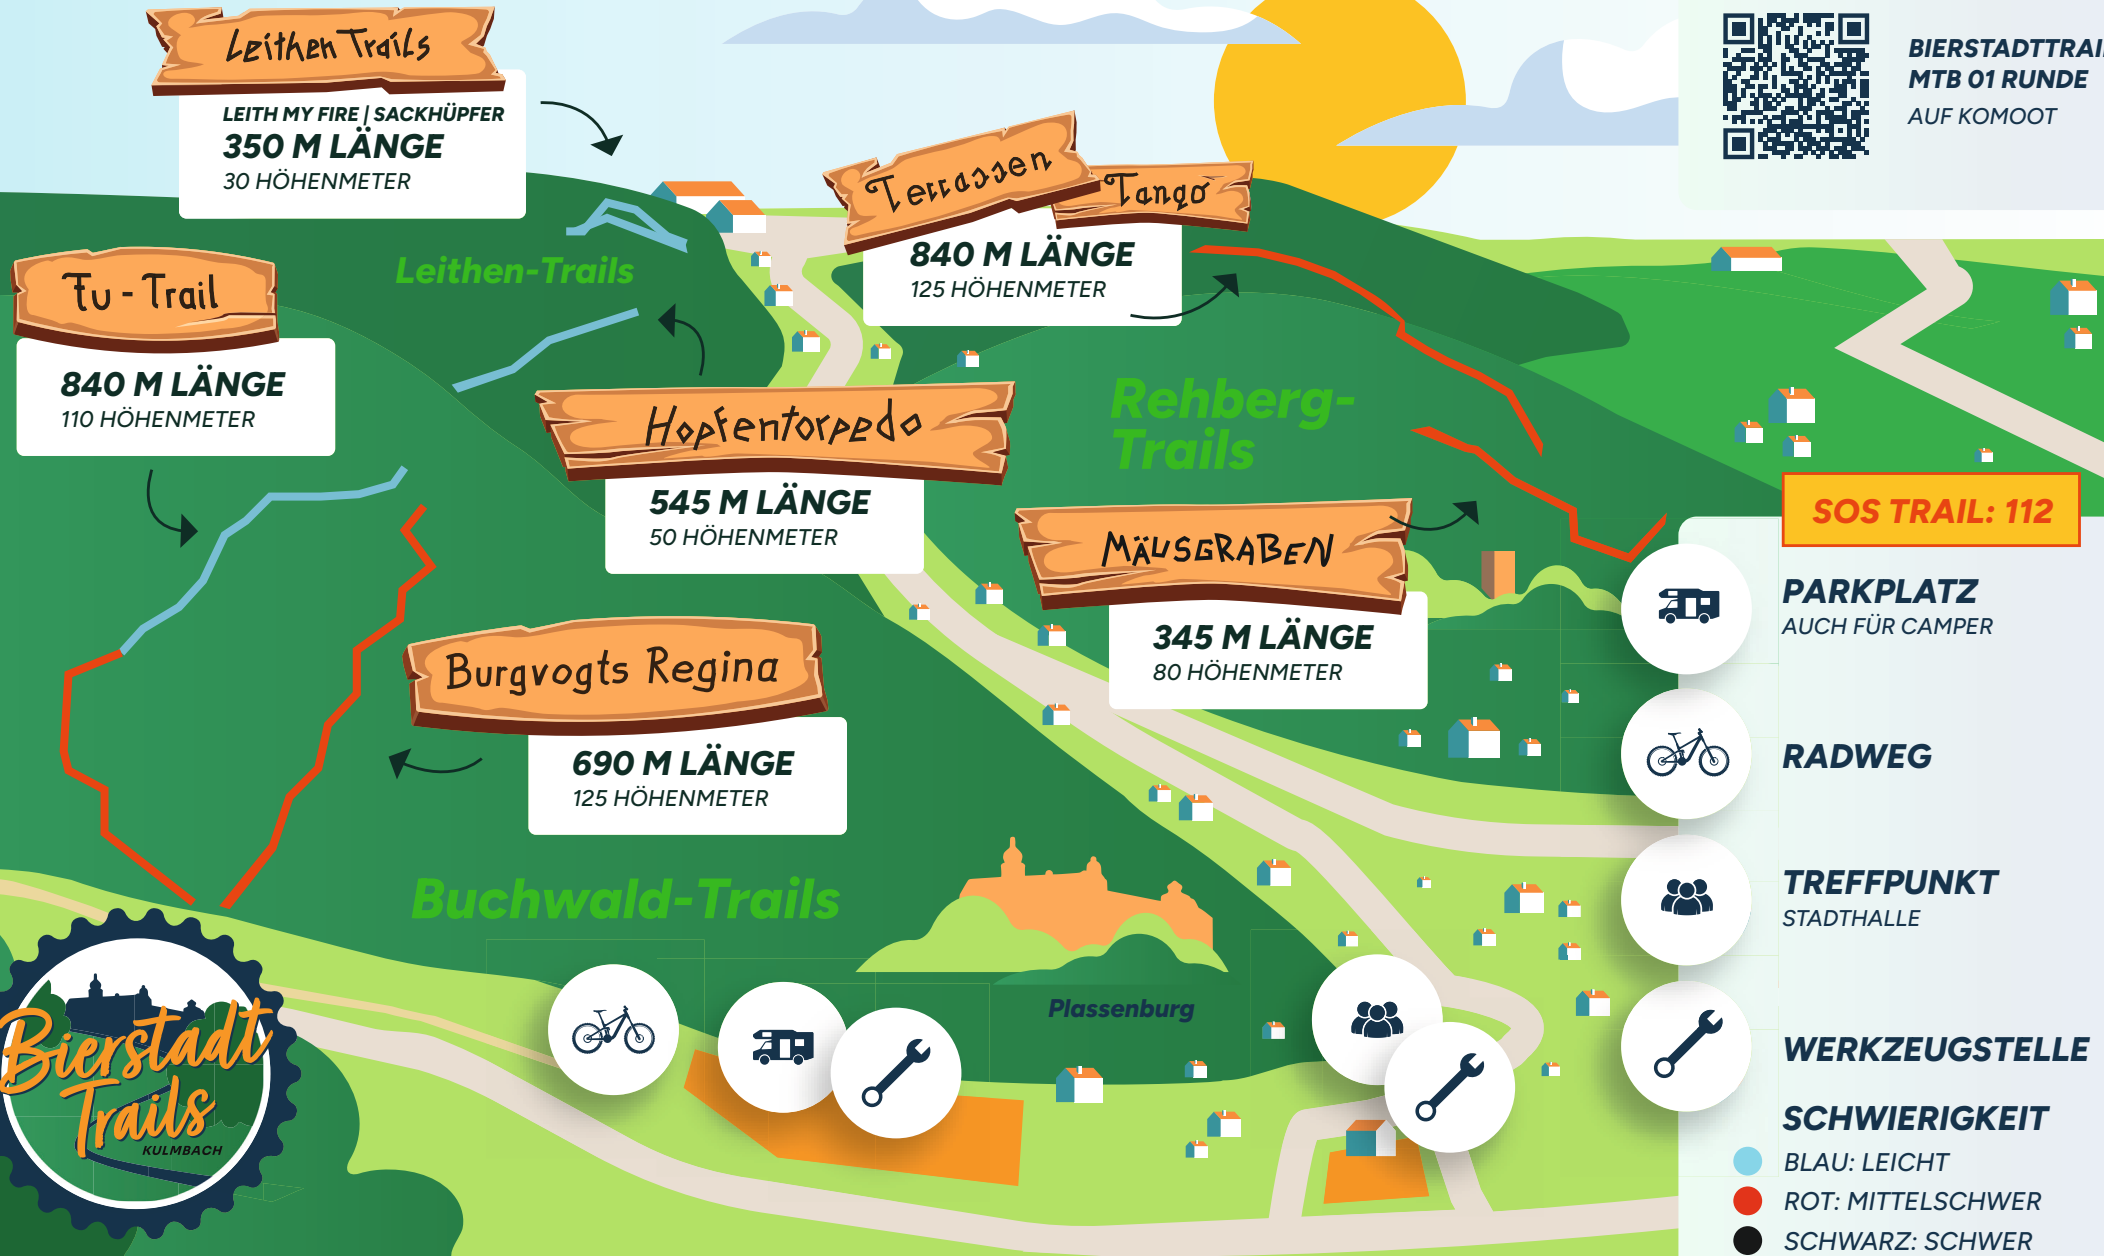 Leithen Trails
LEITH MY FIRE | SACKHÜPFER
350 M LÄNGE
30 HÖHENMETER
BIERSTADTTRAI
MTB 01 RUNDE
AUF KOMOOT
Terrassen Tango
840 M LÄNGE
125 HÖHENMETER
Leithen-Trails
Fu - Trail
840 M LÄNGE
110 HÖHENMETER
Hopfentorpedo
545 M LÄNGE
50 HÖHENMETER
Rehberg-
Trails
MÄUSGRABEN
345 M LÄNGE
80 HÖHENMETER
Burgvogts Regina
690 M LÄNGE
125 HÖHENMETER
Buchwald-Trails
Plassenburg
Bierstadt
Trails
KULMBACH
SOS TRAIL: 112
PARKPLATZ
AUCH FÜR CAMPER
RADWEG
TREFFPUNKT
STADTHALLE
WERKZEUGSTELLE
SCHWIERIGKEIT
BLAU: LEICHT
ROT: MITTELSCHWER
SCHWARZ: SCHWER